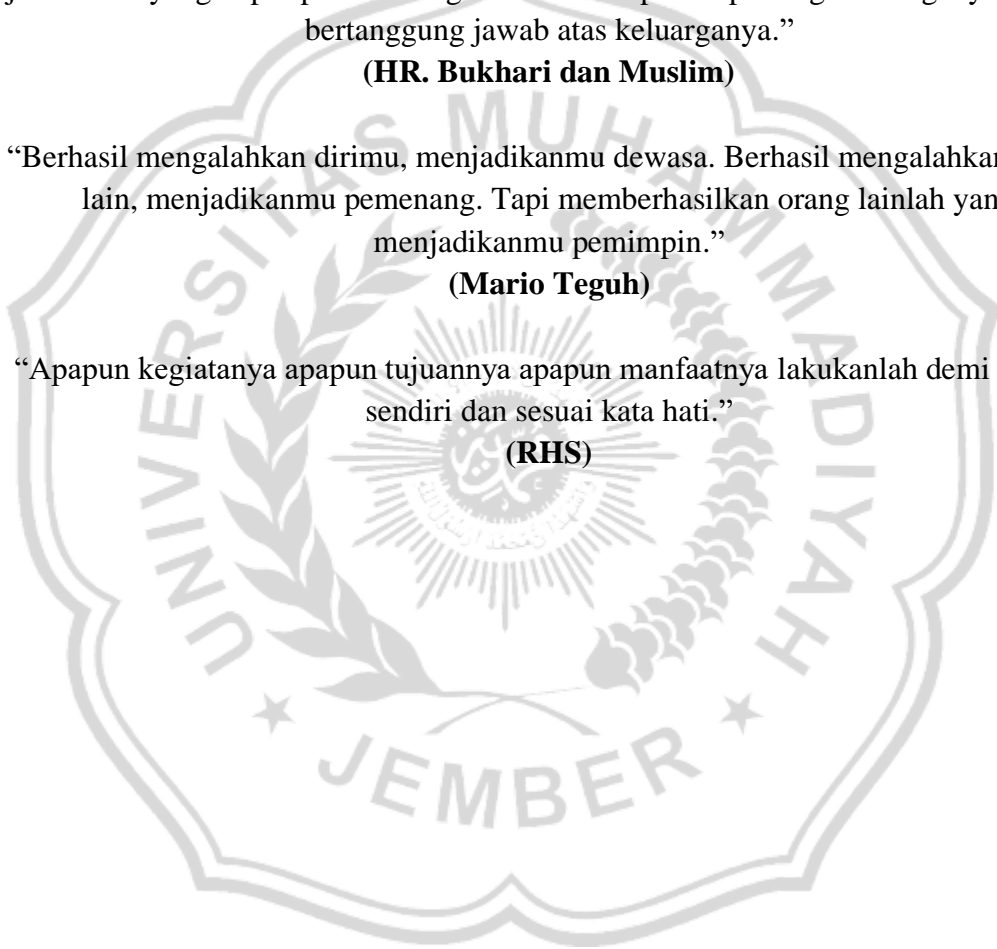 bertanggung jawab atas keluarganya.”
(HR. Bukhari dan Muslim)
“Berhasil mengalahkan dirimu, menjadikanmu dewasa. Berhasil
lain, menjadikanmu pemenang. Tapi memberhasilkan orang lainlah
menjadikanmu pemimpin.”
(Mario Teguh)
“Apapun kegiatanya apapun tujuannya apapun manfaatnya lakukanlah demi
sendiri dan sesuai kata hati.”
(RHS)
UNIVERSITAS MUHAMMADIYAH
JEMBER